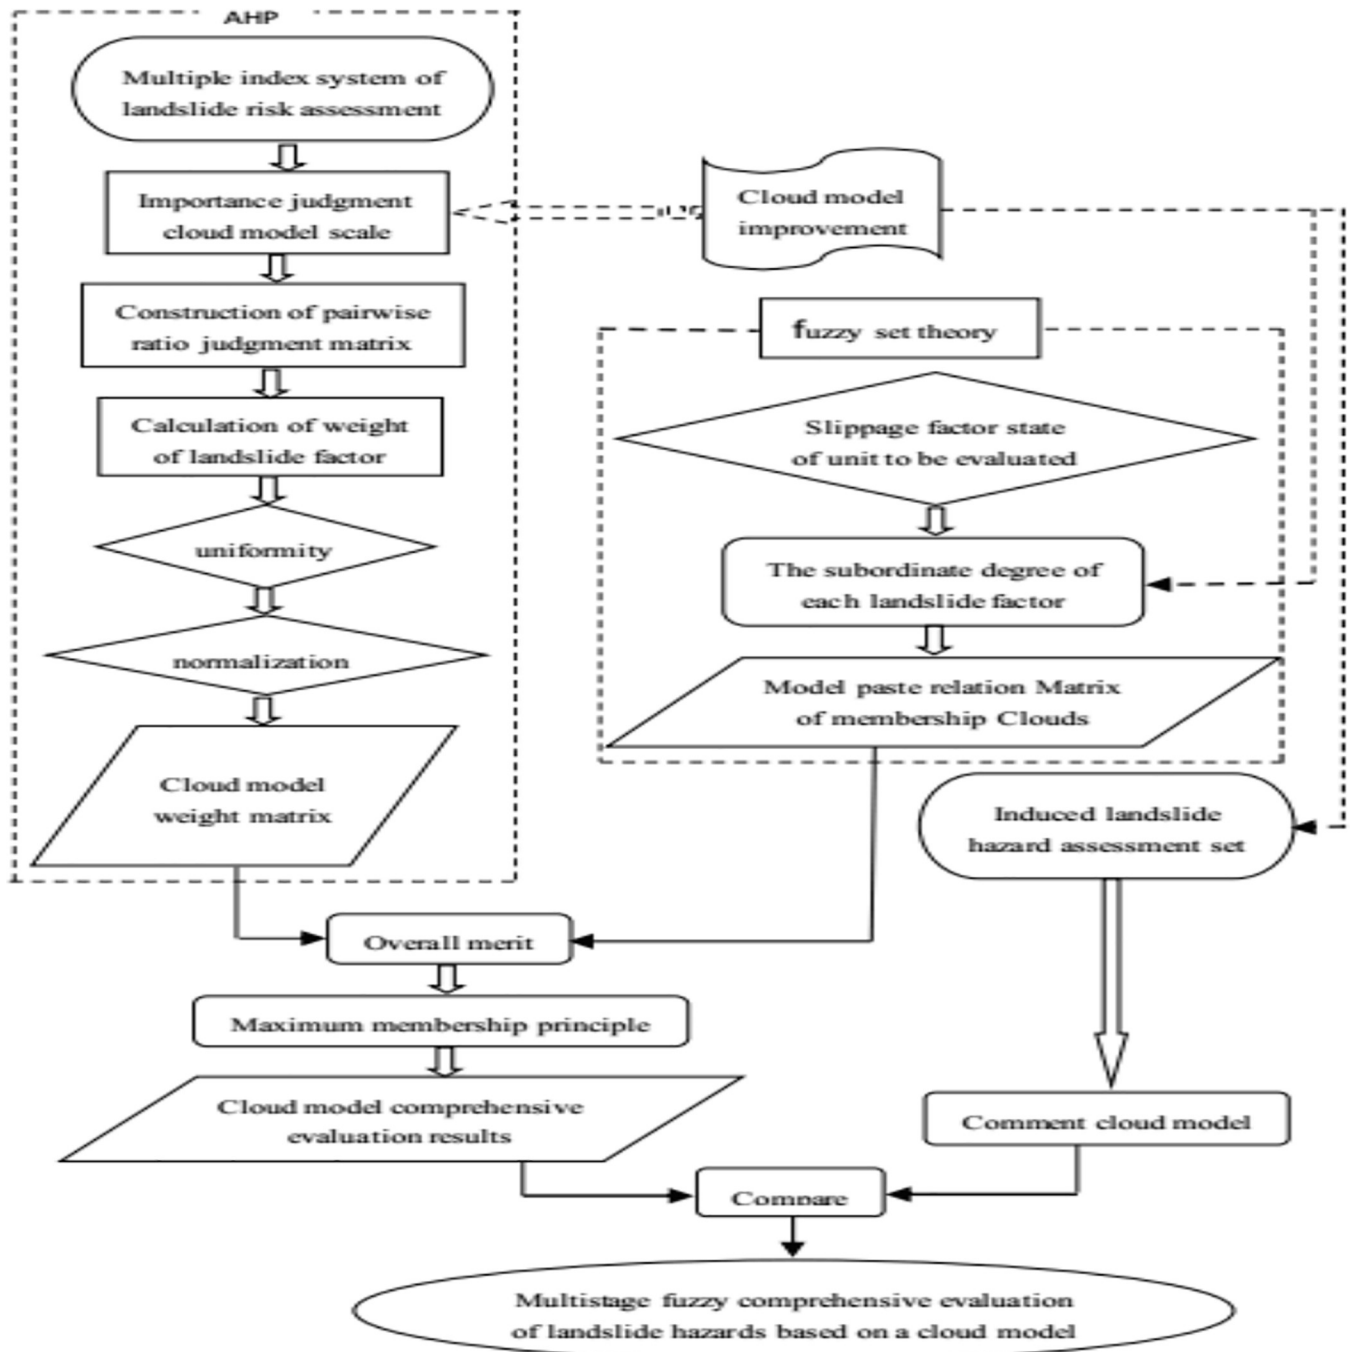 AHP
Multiple index system of
landslide risk assessment
Importance judgment
cloud model scale
Construction of pairwise
ratio judgment matrix
Calculation of weight
of landslide factor
uniformity
normalization
Cloud model
weight matrix
Cloud model
improvement
fuzzy set theory
Slippage factor state
of unit to be evaluated
The subordinate degree of
each landslide factor
Model paste relation Matrix
of membership Clouds
Induced landslide
hazard assessment set
Overall merit
Maximum membership principle
Cloud model comprehensive
evaluation results
Comment cloud model
Compare
Multistage fuzzy comprehensive evaluation
of landslide hazards based on a cloud model